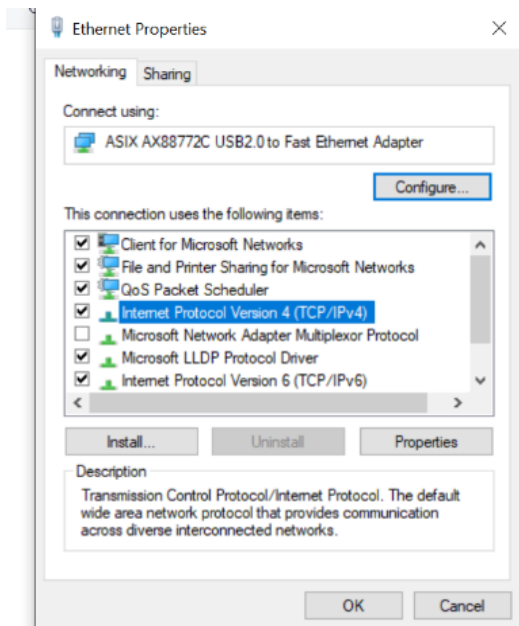 Ethernet Properties
Networking
Sharing
Connect using:
ASIX AX88772C USB2.0 to Fast Ethernet Adapter
Configure...
This connection uses the following items:
Client for Microsoft Networks
File and Printer Sharing for Microsoft Networks
QoS Packet Scheduler
Internet Protocol Version 4 (TCP/IPv4)
Microsoft Network Adapter Multiplexor Protocol
Microsoft LLDP Protocol Driver
Internet Protocol Version 6 (TCP/IPv6)
Install...
Uninstall
Properties
Description
Transmission Control Protocol/Internet Protocol. The default
wide area network protocol that provides communication
across diverse interconnected networks.
OK
Cancel